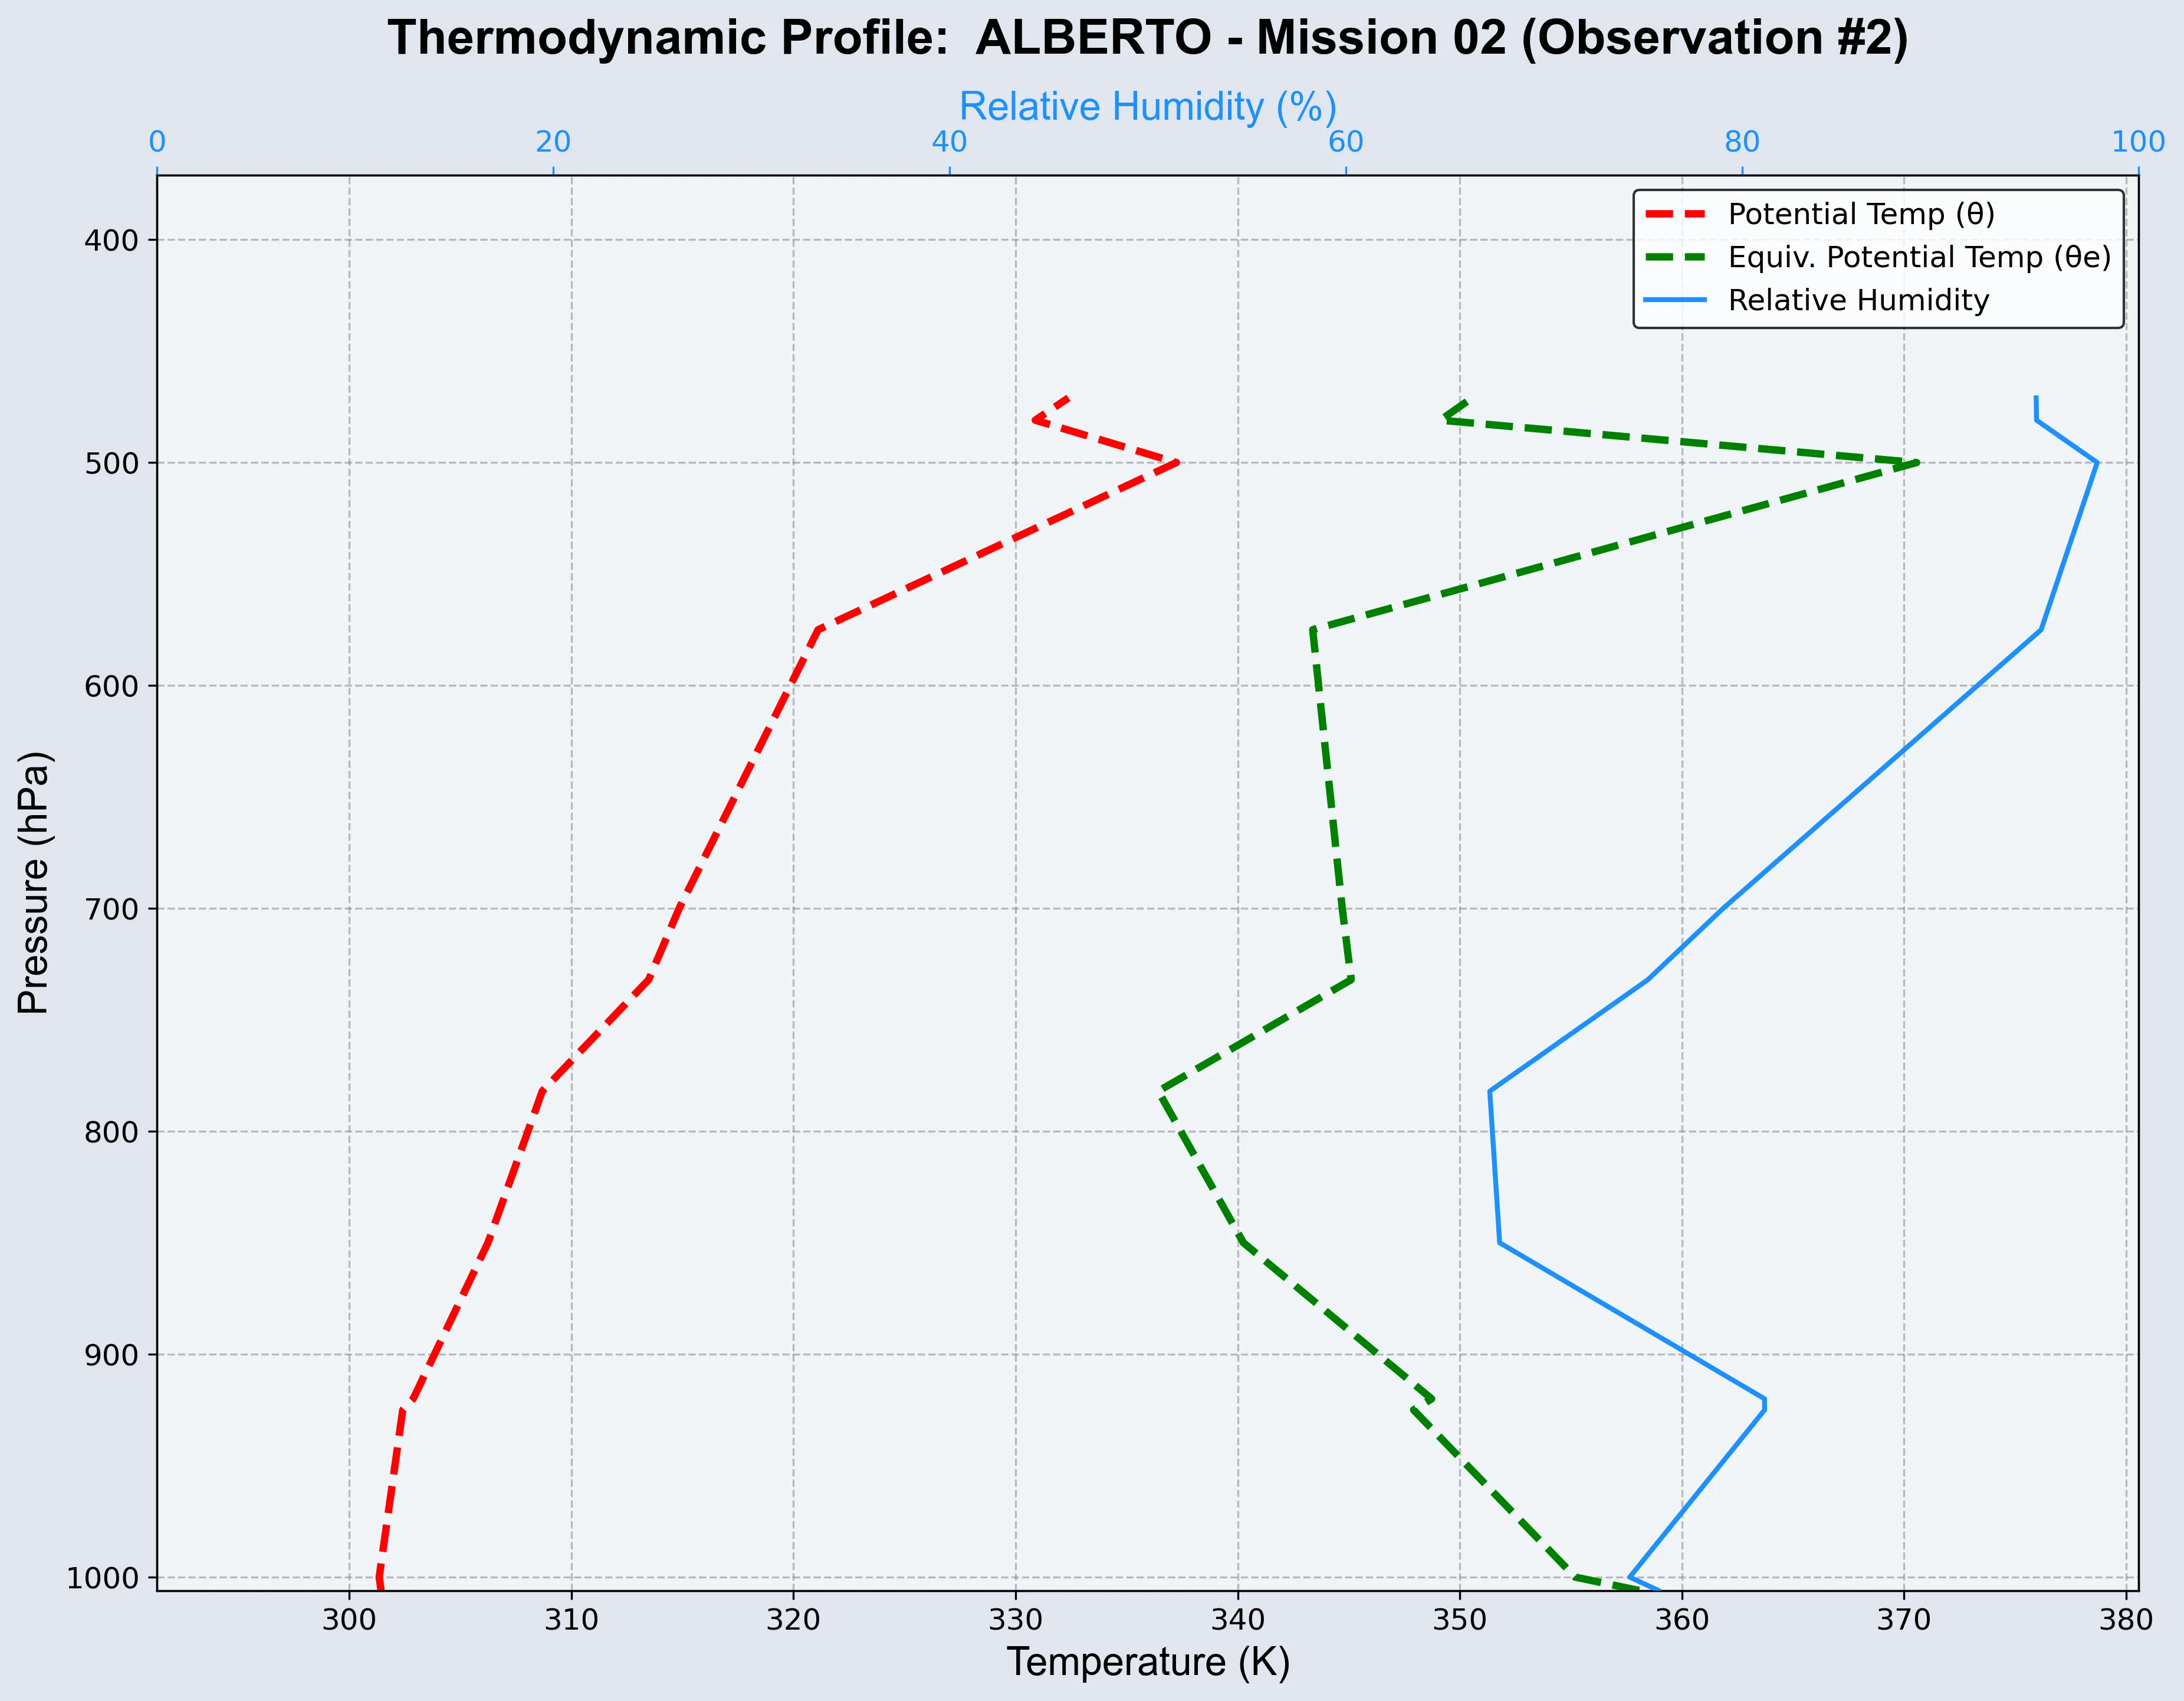 Thermodynamic Profile:  ALBERTO - Mission 02 (Observation #2)
Relative Humidity (%)
0 20 40 60 80 100
Potential Temp (θ)
Equiv. Potential Temp (θe)
Relative Humidity
400
500
600
700
800
900
1000
Pressure (hPa)
300 310 320 330 340 350 360 370 380
Temperature (K)